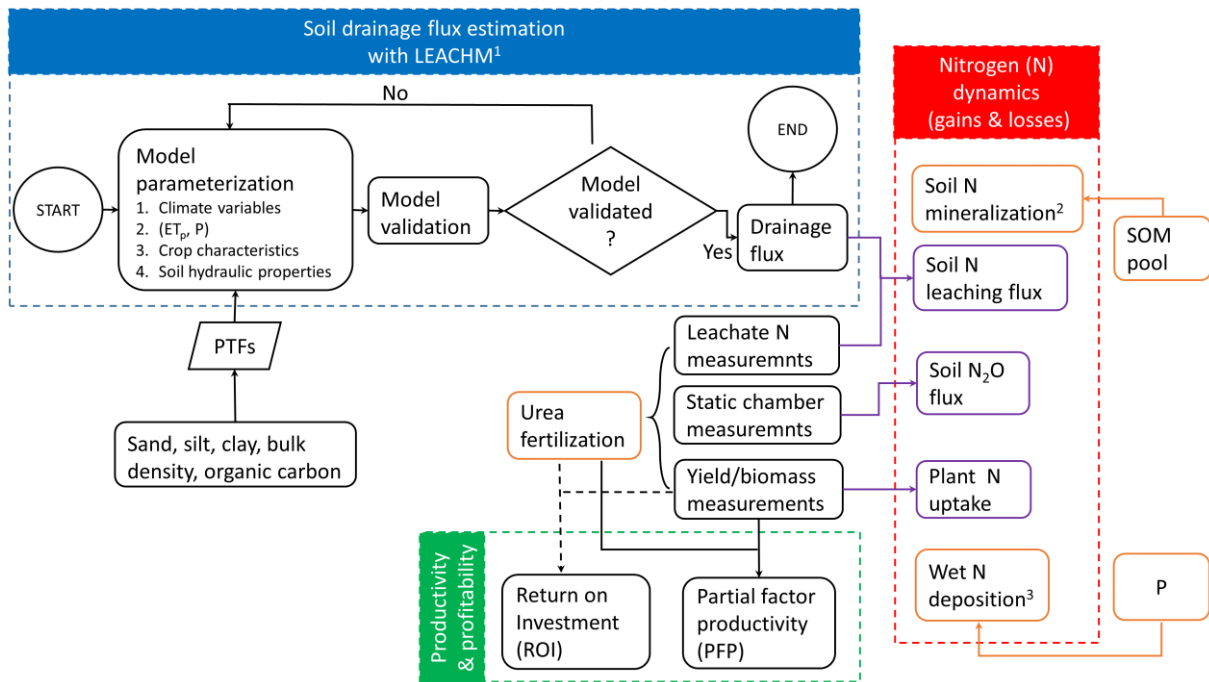 Soil drainage flux estimation
with LEACHM¹
No
START
Model
parameterization
1. Climate variables
2. (ETₚ, P)
3. Crop characteristics
4. Soil hydraulic properties
Model
validation
Model
validated
?
Yes
END
Drainage
flux
PTFs
Sand, silt, clay, bulk
density, organic carbon
Urea
fertilization
Leachate N
measuremnts
Static chamber
measuremnts
Yield/biomass
measurements
Productivity
& profitability
Return on
Investment
(ROI)
Partial factor
productivity
(PFP)
Nitrogen (N)
dynamics
(gains & losses)
Soil N
mineralization²
Soil N
leaching flux
Soil N₂O
flux
Plant N
uptake
Wet N
deposition³
SOM
pool
P